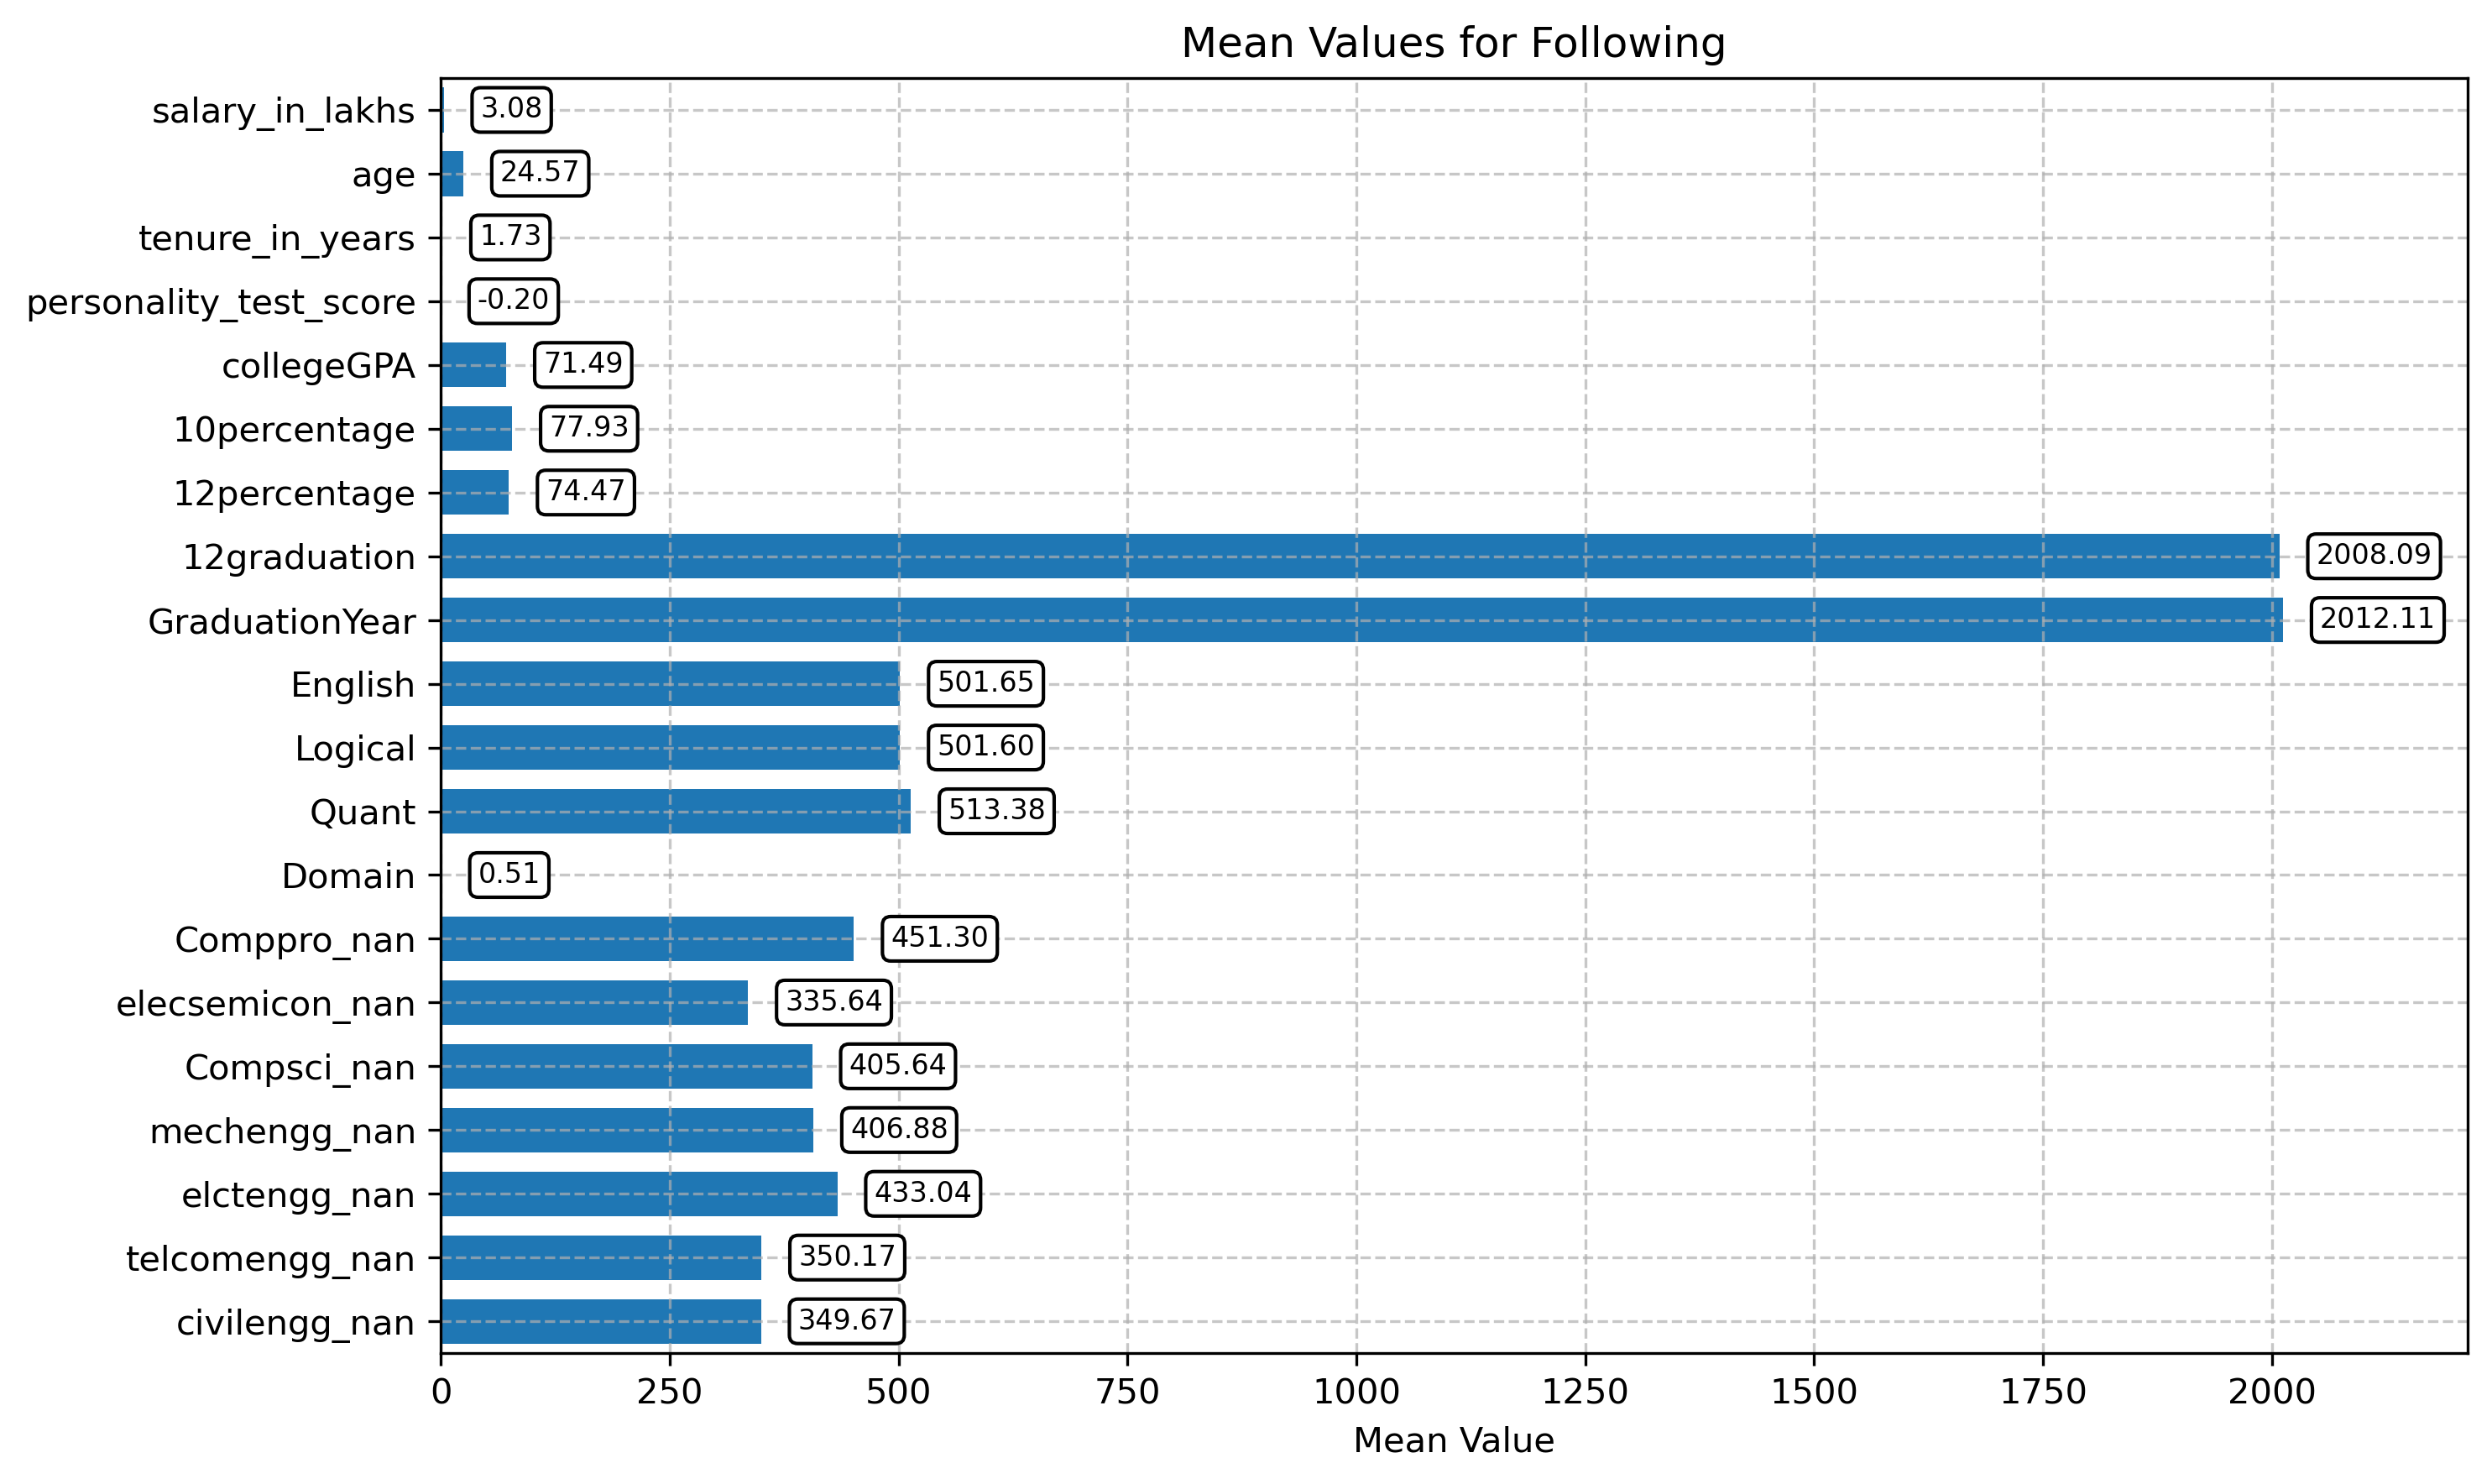 Mean Values for Following
salary_in_lakhs 3.08
age 24.57
tenure_in_years 1.73
personality_test_score -0.20
collegeGPA 71.49
10percentage 77.93
12percentage 74.47
12graduation 2008.09
GraduationYear 2012.11
English 501.65
Logical 501.60
Quant 513.38
Domain 0.51
Comppro_nan 451.30
elecsemicon_nan 335.64
Compsci_nan 405.64
mechengg_nan 406.88
elctengg_nan 433.04
telcomengg_nan 350.17
civilengg_nan 349.67
0 250 500 750 1000 1250 1500 1750 2000
Mean Value